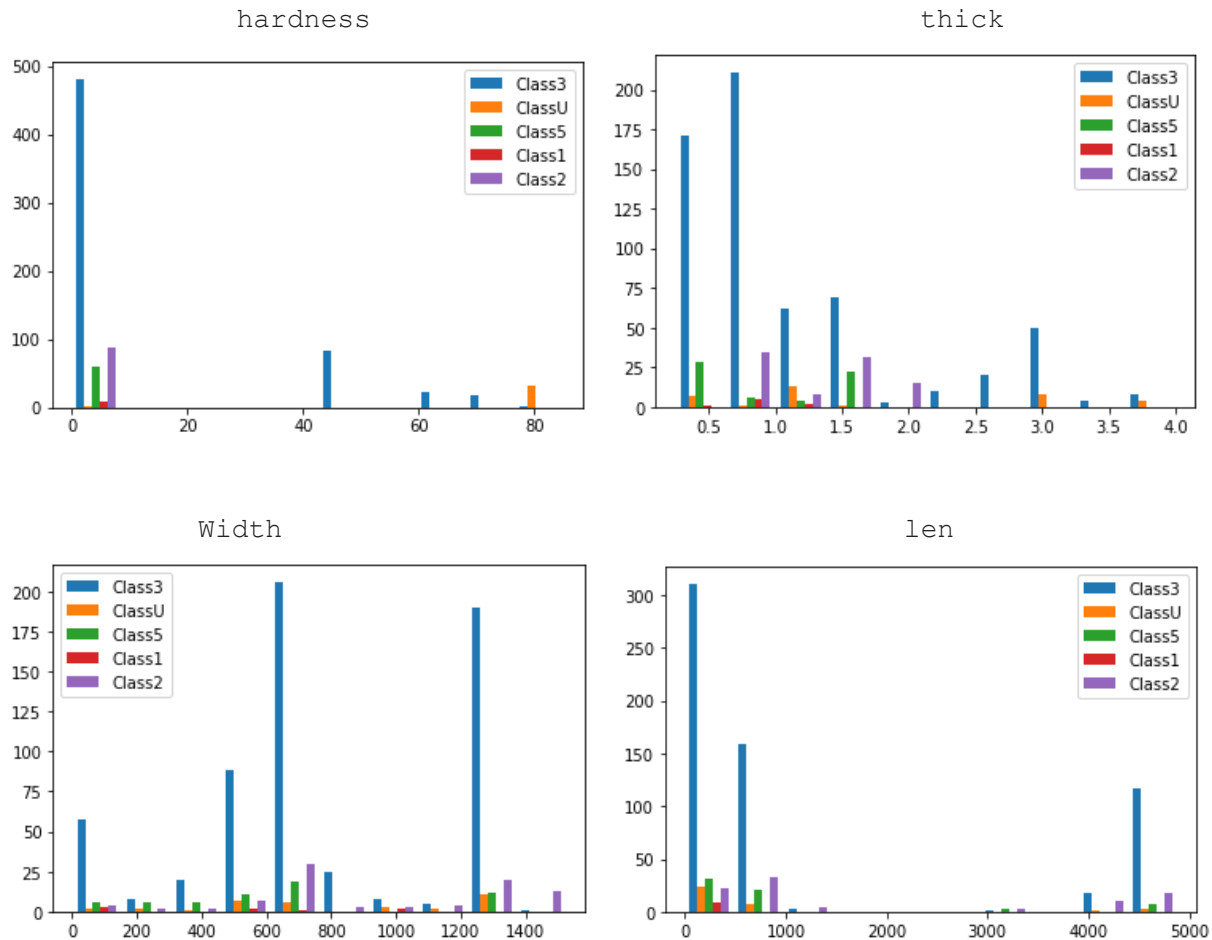 hardness
500
400
300
200
100
0
0 20 40 60 80
Class3
ClassU
Class5
Class1
Class2
thick
200
175
150
125
100
75
50
25
0
0.5 1.0 1.5 2.0 2.5 3.0 3.5 4.0
Class3
ClassU
Class5
Class1
Class2
Width
200
175
150
125
100
75
50
25
0
0 200 400 600 800 1000 1200 1400
Class3
ClassU
Class5
Class1
Class2
len
300
250
200
150
100
50
0
0 1000 2000 3000 4000 5000
Class3
ClassU
Class5
Class1
Class2